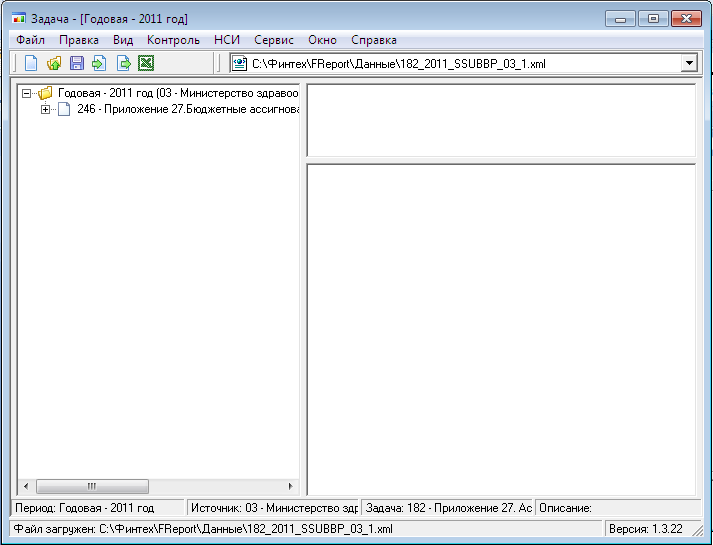 Задача - [Годовая - 2011 год]
Файл Правка Вид Контроль НСИ Сервис Окно Справка
C:\Финтех\FReport\Данные\182_2011_SSUBBP_03_1.xml
Годовая - 2011 год (03 - Министерство здравоо
246 - Приложение 27.Бюджетные ассигнова
Период: Годовая - 2011 год Источник: 03 - Министерство здр Задача: 182 - Приложение 27. Ас Описание:
Файл загружен: C:\Финтех\FReport\Данные\182_2011_SSUBBP_03_1.xml Версия: 1.3.22